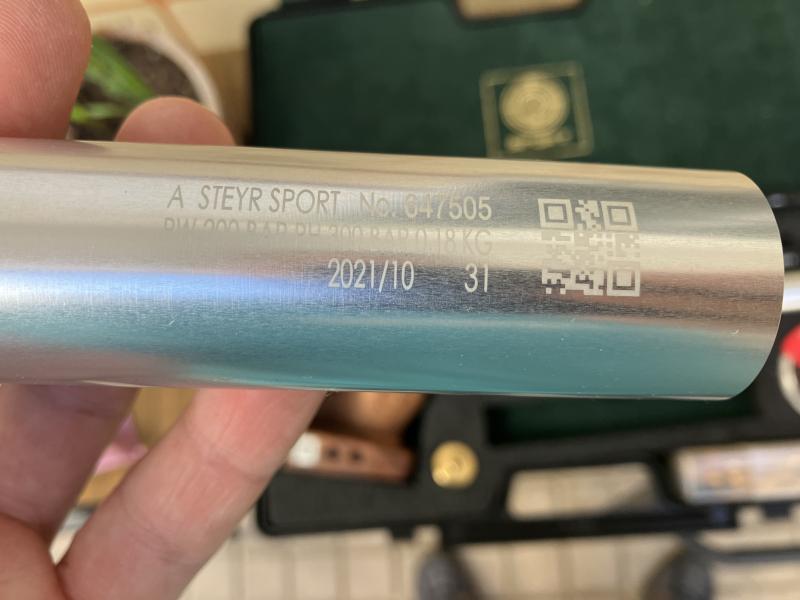 A STEYR SPORT No. 647505
PW 200 BAR PH 300 BAR 0,18 KG
2021/10 31